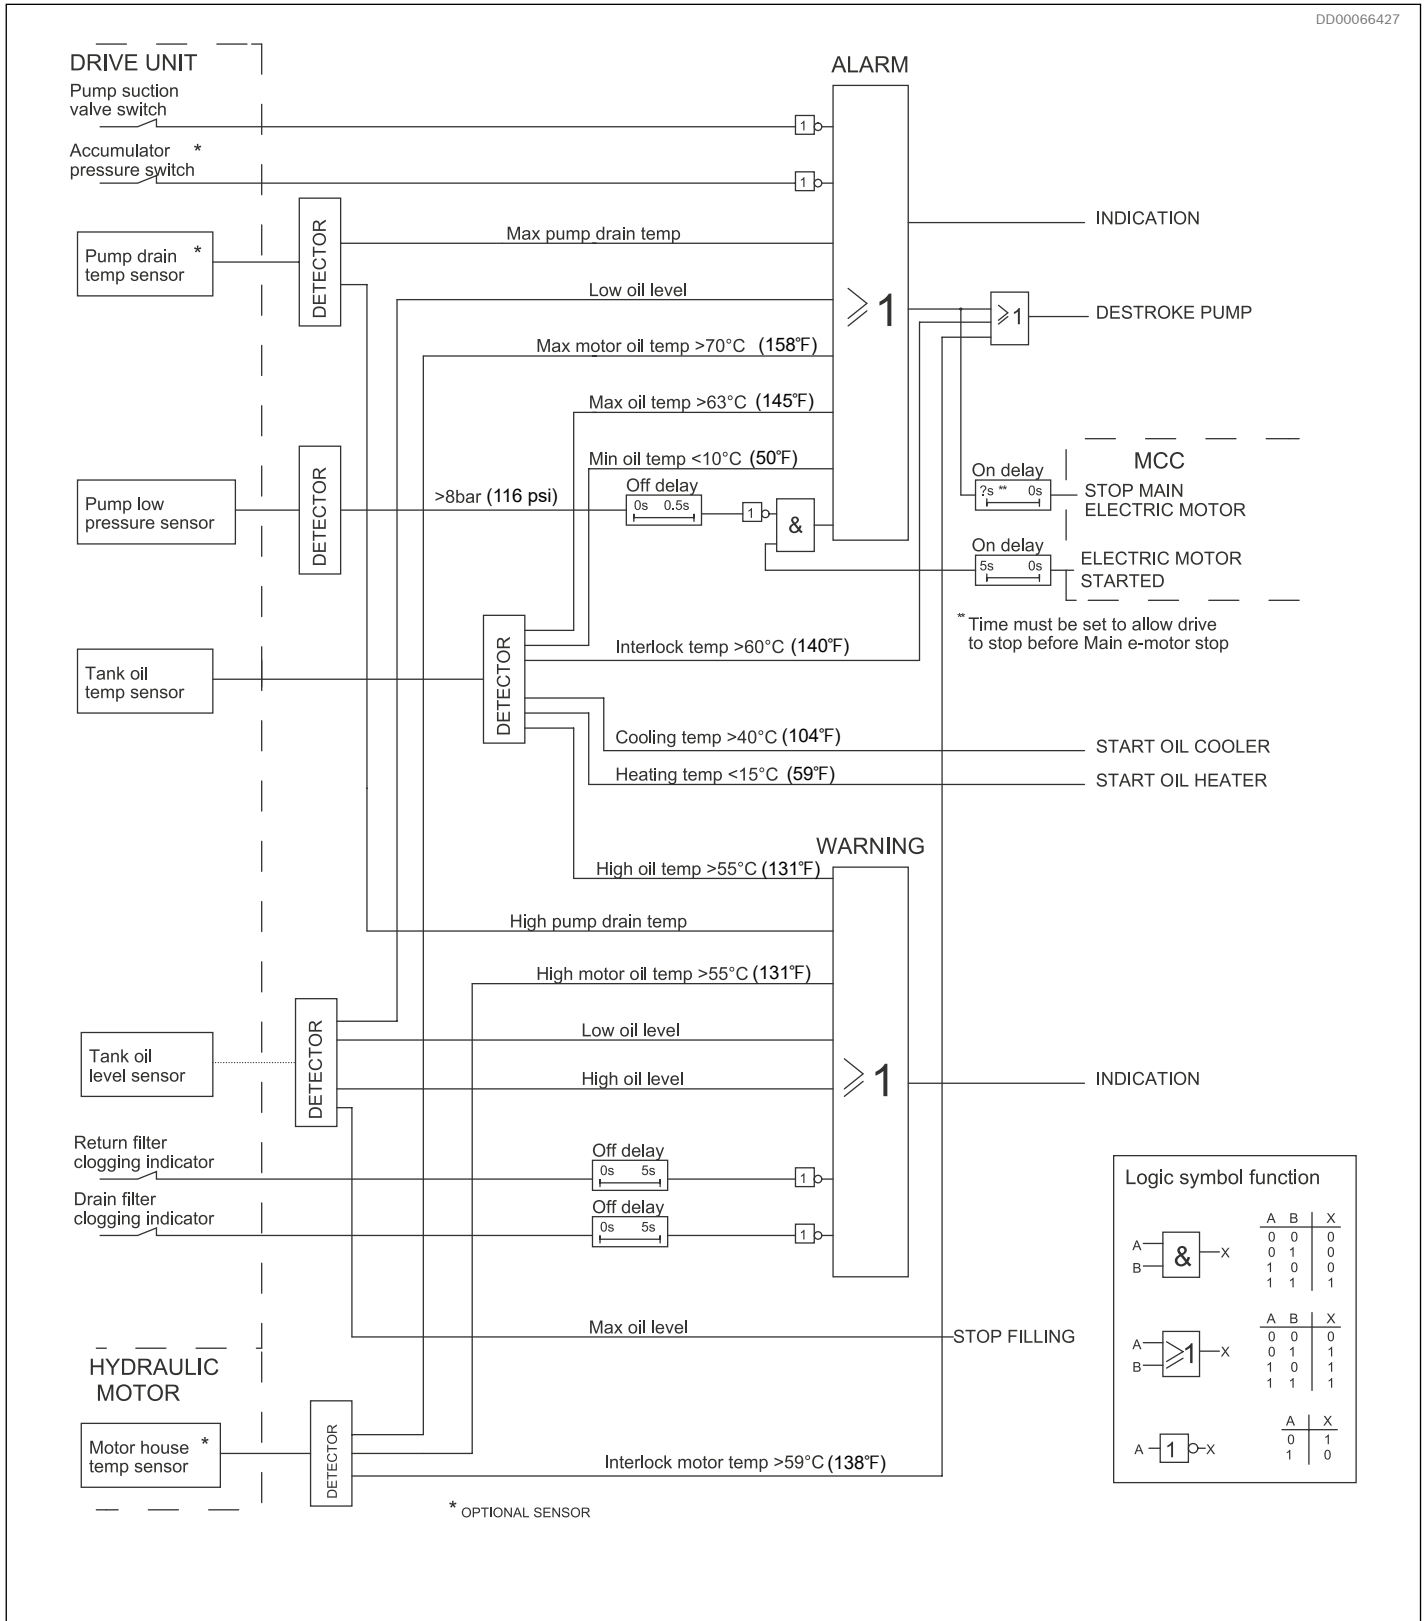 DD00066427
DRIVE UNIT
ALARM
Pump suction
valve switch
1
Accumulator *
pressure switch
1
INDICATION
Max pump drain temp
Pump drain *
temp sensor
DETECTOR
Low oil level
⩾1
⩾1
DESTROKE PUMP
Max motor oil temp >70°C (158°F)
Max oil temp >63°C (145°F)
Min oil temp <10°C (50°F)
MCC
On delay
?s ** 0s
STOP MAIN
ELECTRIC MOTOR
Pump low
pressure sensor
DETECTOR
>8bar (116 psi)
Off delay
0s 0.5s
1
&
On delay
5s 0s
ELECTRIC MOTOR
STARTED
** Time must be set to allow drive
to stop before Main e-motor stop
Tank oil
temp sensor
DETECTOR
Interlock temp >60°C (140°F)
Cooling temp >40°C (104°F)
START OIL COOLER
Heating temp <15°C (59°F)
START OIL HEATER
WARNING
High oil temp >55°C (131°F)
High pump drain temp
High motor oil temp >55°C (131°F)
Tank oil
level sensor
DETECTOR
Low oil level
High oil level
⩾1
INDICATION
Return filter
clogging indicator
Off delay
0s 5s
1
Drain filter
clogging indicator
Off delay
0s 5s
1
Max oil level
STOP FILLING
HYDRAULIC
MOTOR
Motor house *
temp sensor
DETECTOR
Interlock motor temp >59°C (138°F)
* OPTIONAL SENSOR
Logic symbol function
A
B
&
X
A B X
0 0 0
0 1 0
1 0 0
1 1 1
A
B
⩾1
X
A B X
0 0 0
0 1 1
1 0 1
1 1 1
A 1 X
A X
0 1
1 0